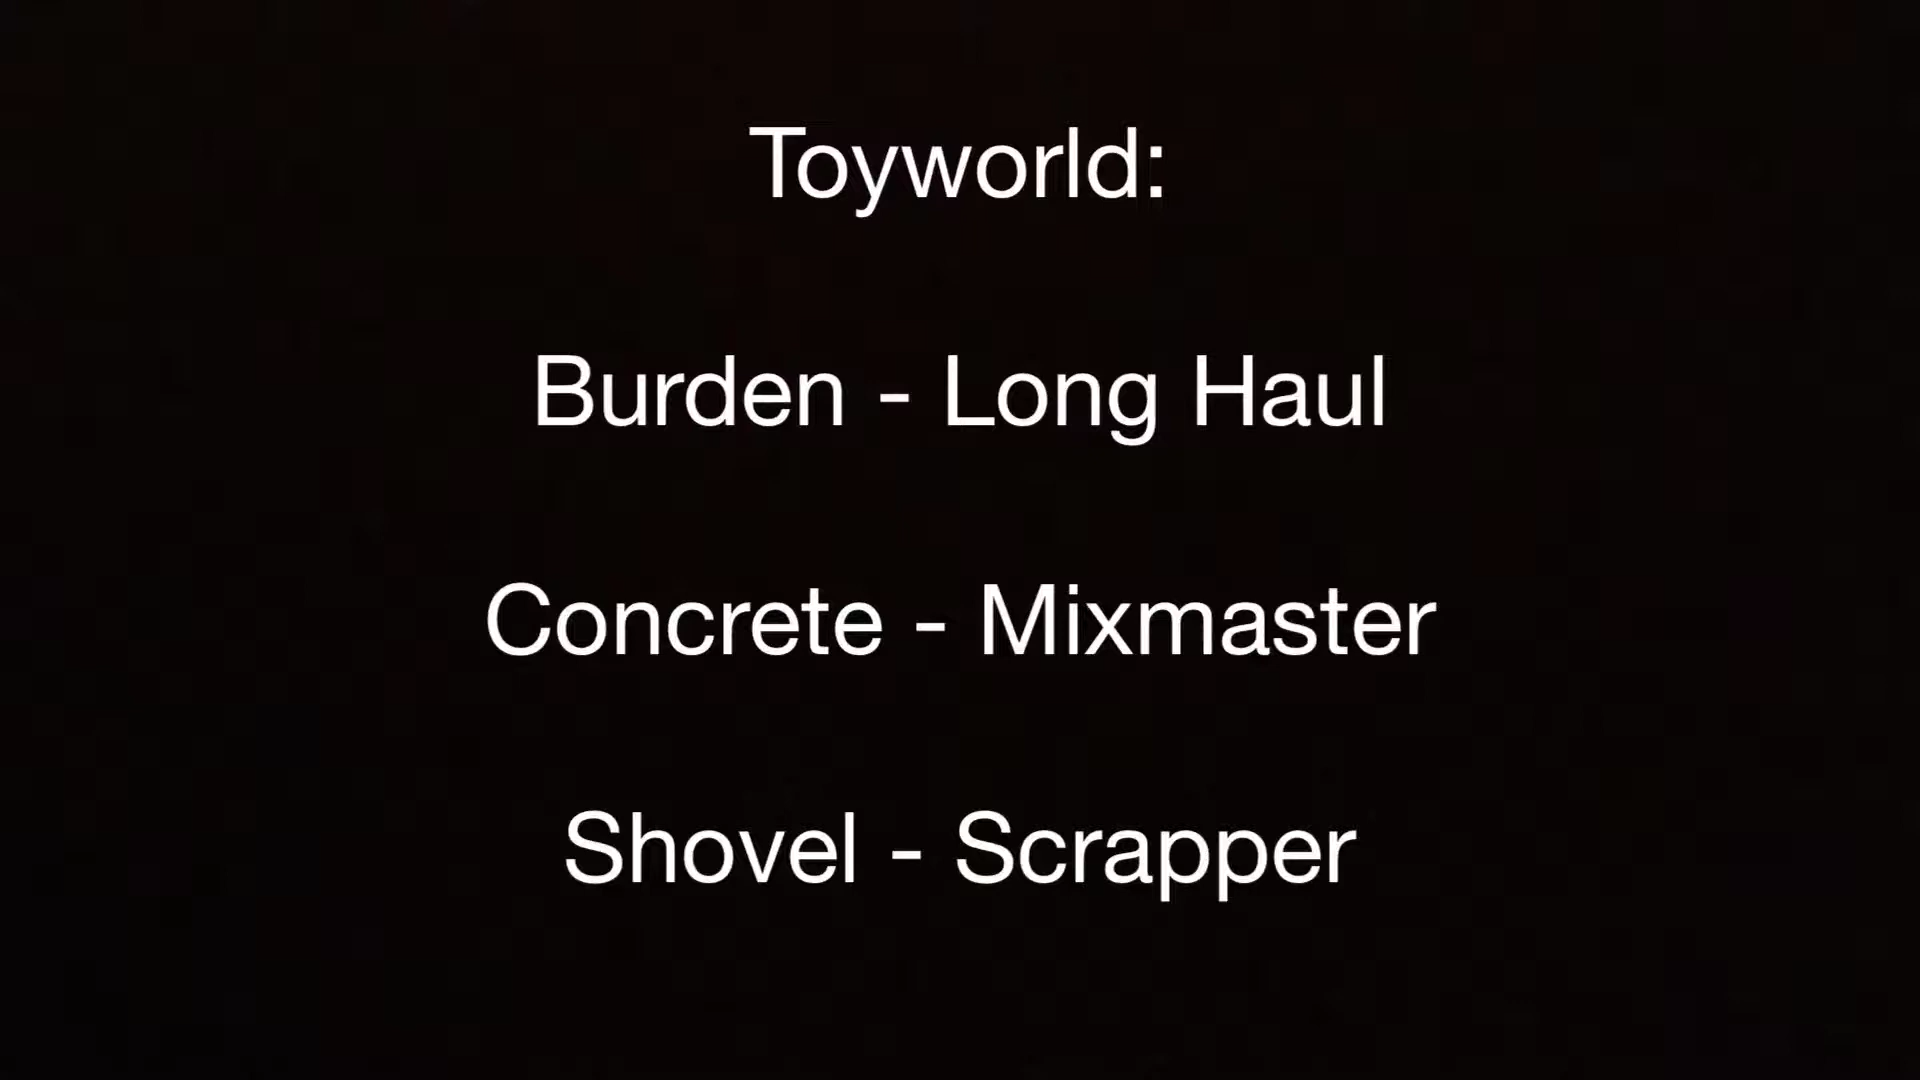 Toyworld:
Burden - Long Haul
Concrete - Mixmaster
Shovel - Scrapper